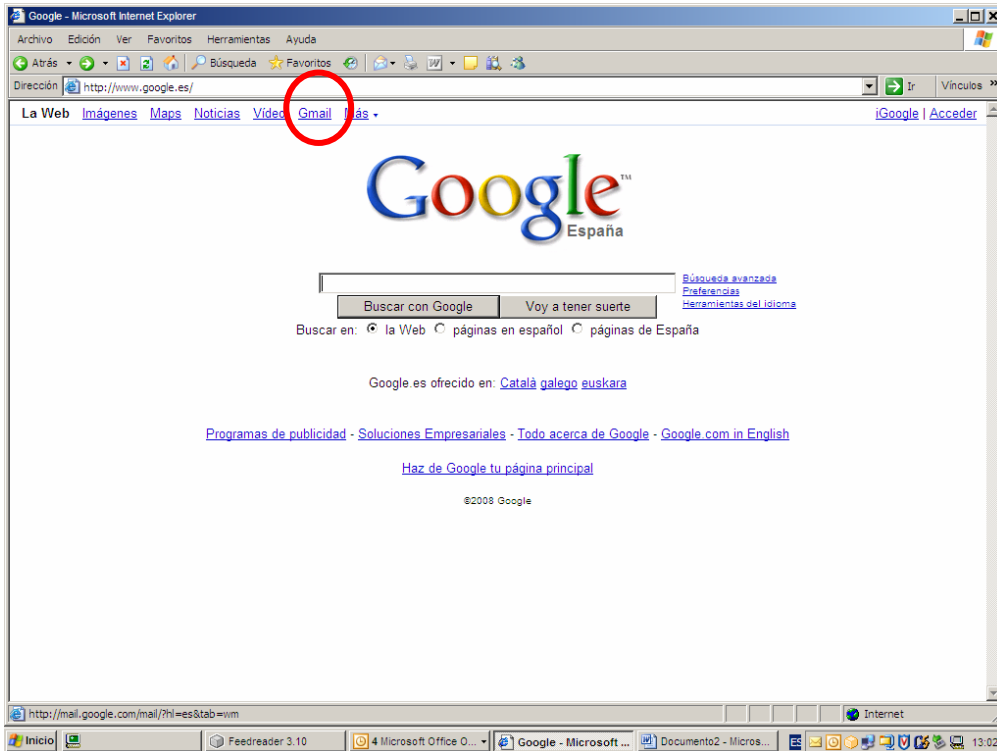 Google - Microsoft Internet Explorer
Archivo Edición Ver Favoritos Herramientas Ayuda
Atrás Búsqueda Favoritos
Dirección http://www.google.es/ Ir Vínculos »
La Web Imágenes Maps Noticias Vídeo Gmail Más iGoogle | Acceder
Google™
España
Búsqueda avanzada
Preferencias
Herramientas del idioma
Buscar con Google Voy a tener suerte
Buscar en: la Web páginas en español páginas de España
Google.es ofrecido en: Català galego euskara
Programas de publicidad - Soluciones Empresariales - Todo acerca de Google - Google.com in English
Haz de Google tu página principal
©2008 Google
http://mail.google.com/mail/?hl=es&tab=wm Internet
Inicio Feedreader 3.10 4 Microsoft Office O... Google - Microsoft ... Documento2 - Micros... ES 13:02